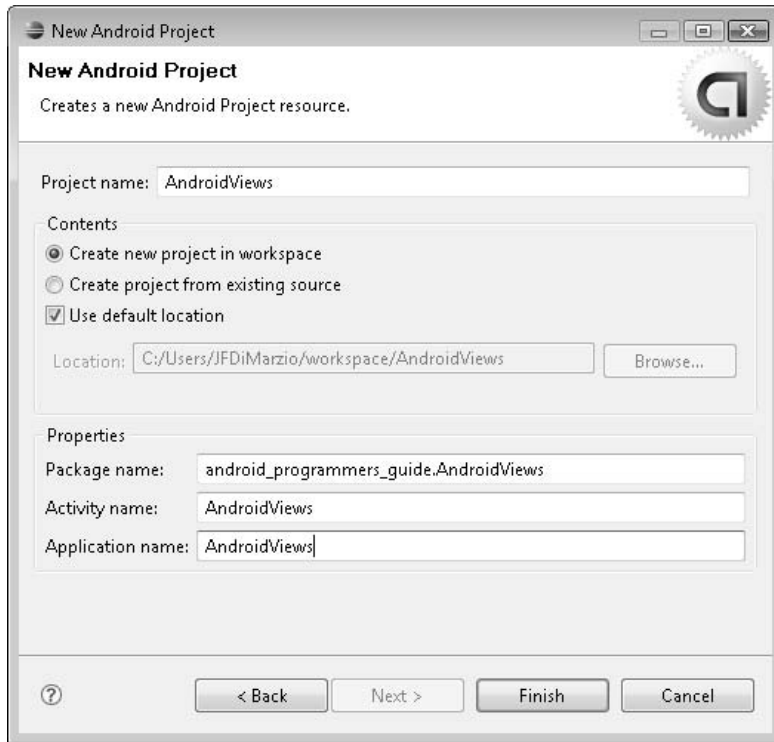 New Android Project
New Android Project
Creates a new Android Project resource.
Project name: AndroidViews
Contents
Create new project in workspace
Create project from existing source
Use default location
Location: C:/Users/JFDiMarzio/workspace/AndroidViews Browse...
Properties
Package name: android_programmers_guide.AndroidViews
Activity name: AndroidViews
Application name: AndroidViews
? < Back Next > Finish Cancel